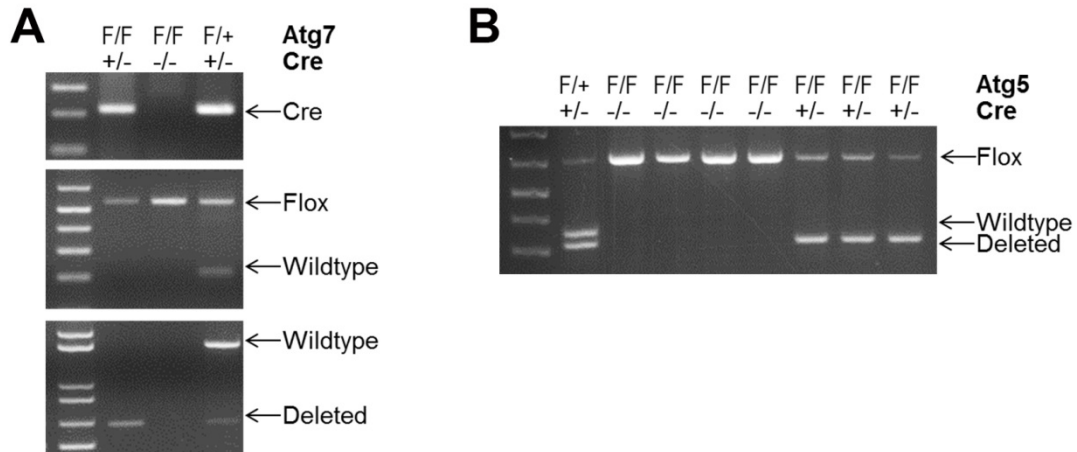 A
F/F F/F F/+ Atg7
+/- -/- +/- Cre
←Cre
←Flox
←Wildtype
←Wildtype
←Deleted
B
F/+ F/F F/F F/F F/F F/F F/F F/F Atg5
+/- -/- -/- -/- -/- +/- +/- +/- Cre
←Flox
←Wildtype
←Deleted